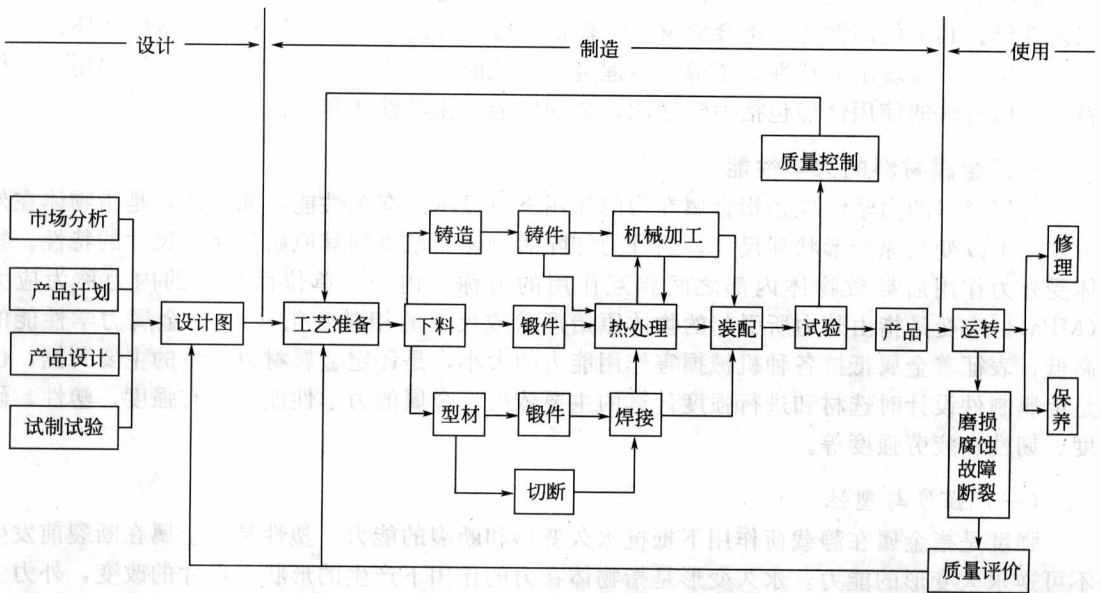 设计
制造
使用
质量控制
市场分析
产品计划
产品设计
试制试验
设计图
工艺准备
铸造
铸件
机械加工
下料
锻件
热处理
装配
试验
型材
锻件
焊接
切断
产品
运转
修理
保养
磨损
腐蚀
故障
断裂
质量评价